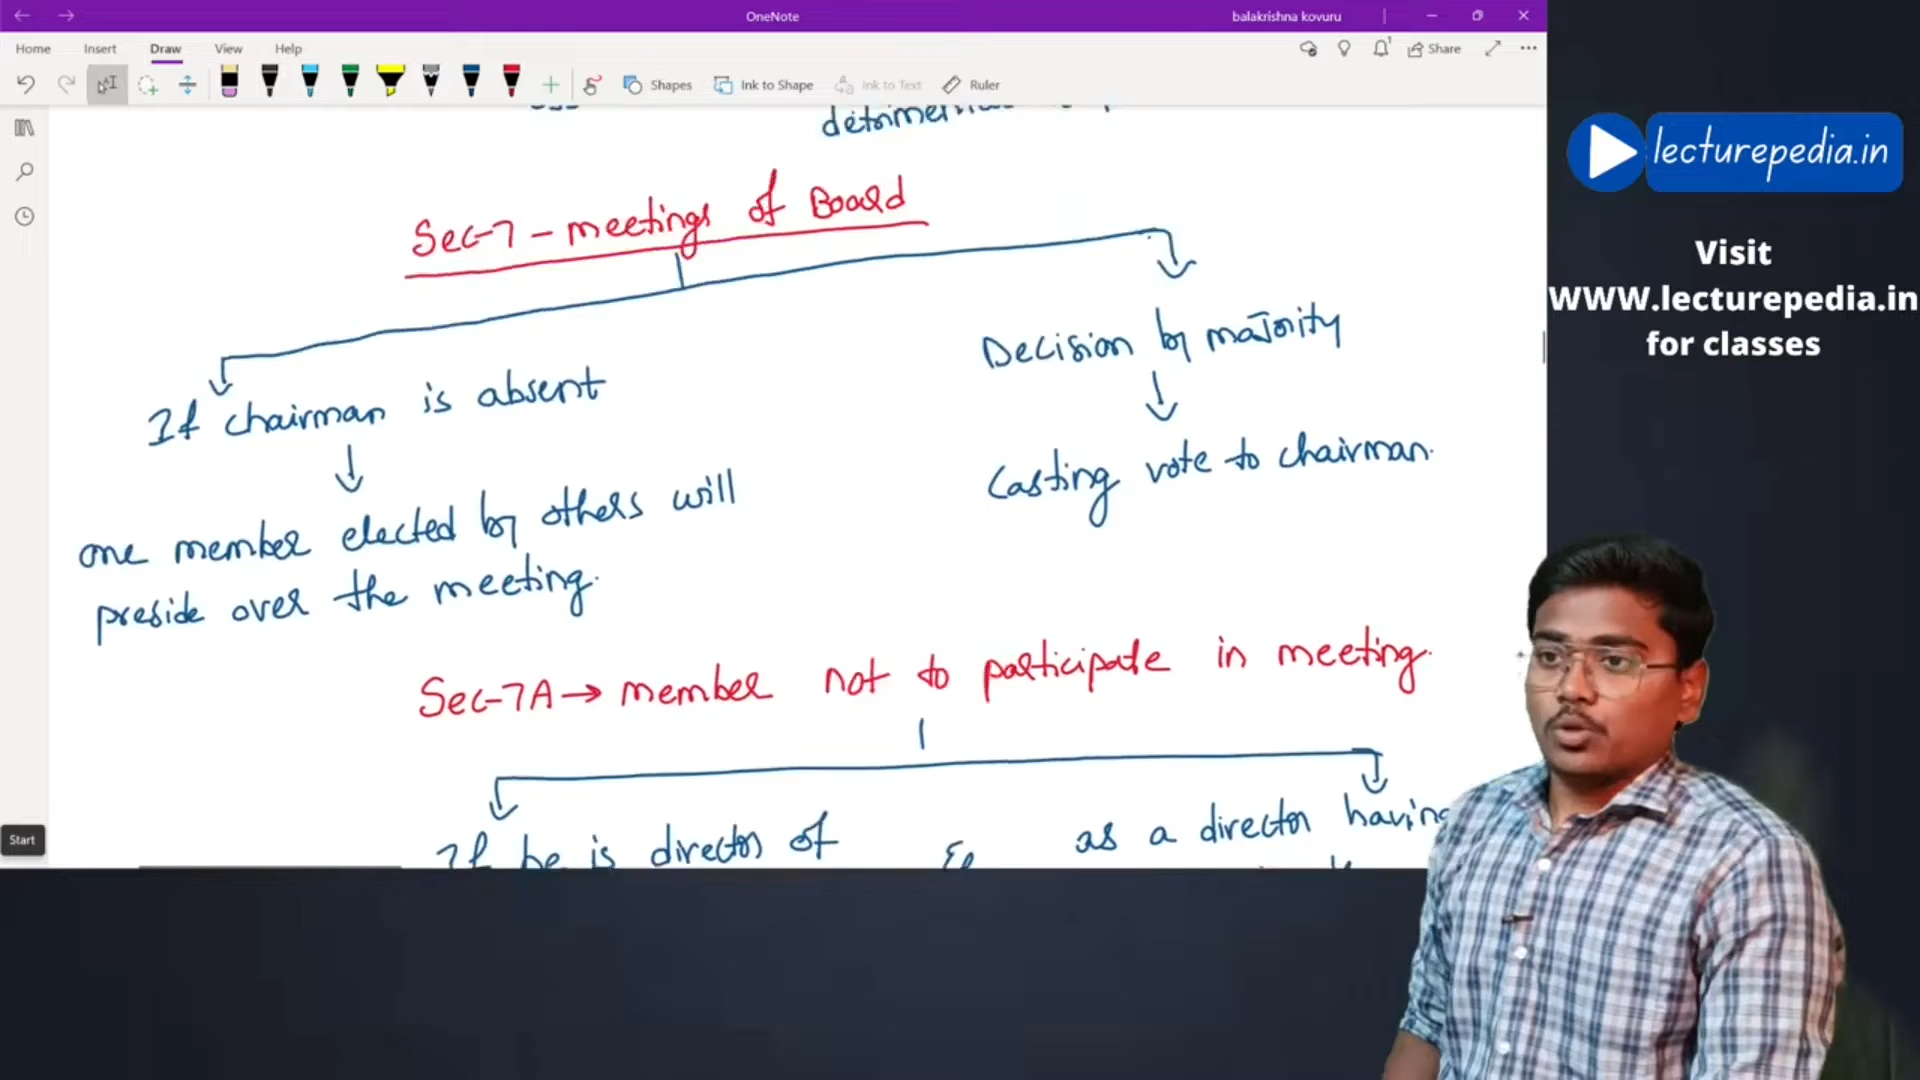 OneNote
balakrishna kovuru
Home Insert Draw View Help
Share
Shapes Ink to Shape Ink to Text Ruler
Sec-7 - meetings of Board
If chairman is absent
Decision by majority
Casting vote to chairman.
one member elected by others will
preside over the meeting.
Sec-7A → member not to participate in meeting.
If he is director of
as a director having
Start
lecturepedia.in
Visit
WWW.lecturepedia.in
for classes